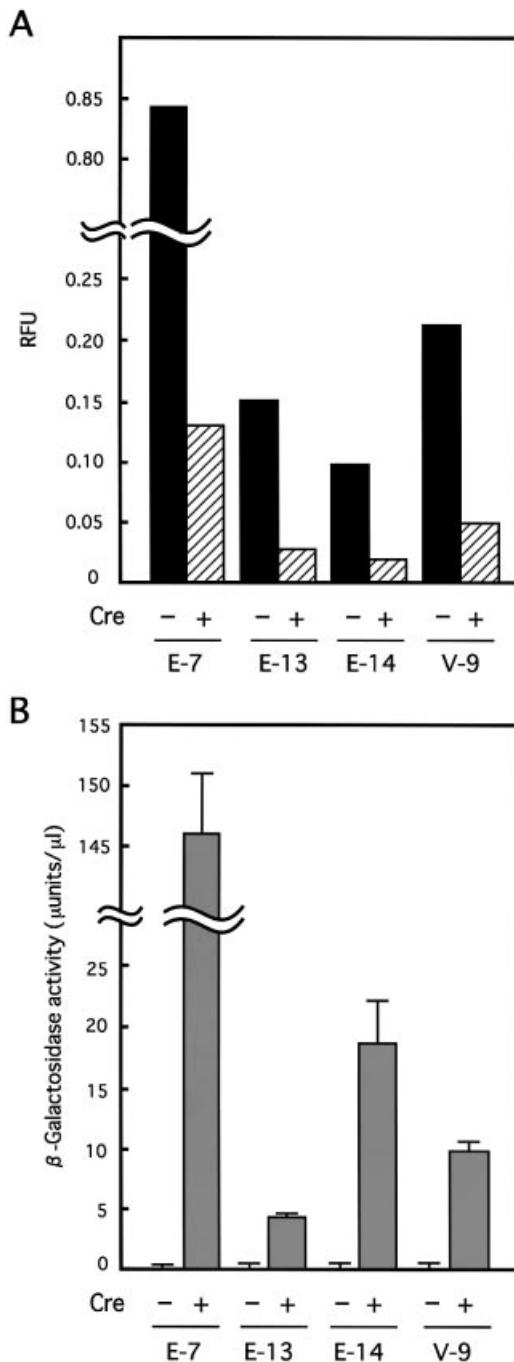 A
0.85
0.80
0.25
0.20
0.15
0.10
0.05
0
RFU
Cre − + − + − + − +
E-7 E-13 E-14 V-9
B
155
150
145
25
20
15
10
5
0
β-Galactosidase activity (μunits/μl)
Cre − + − + − + − +
E-7 E-13 E-14 V-9